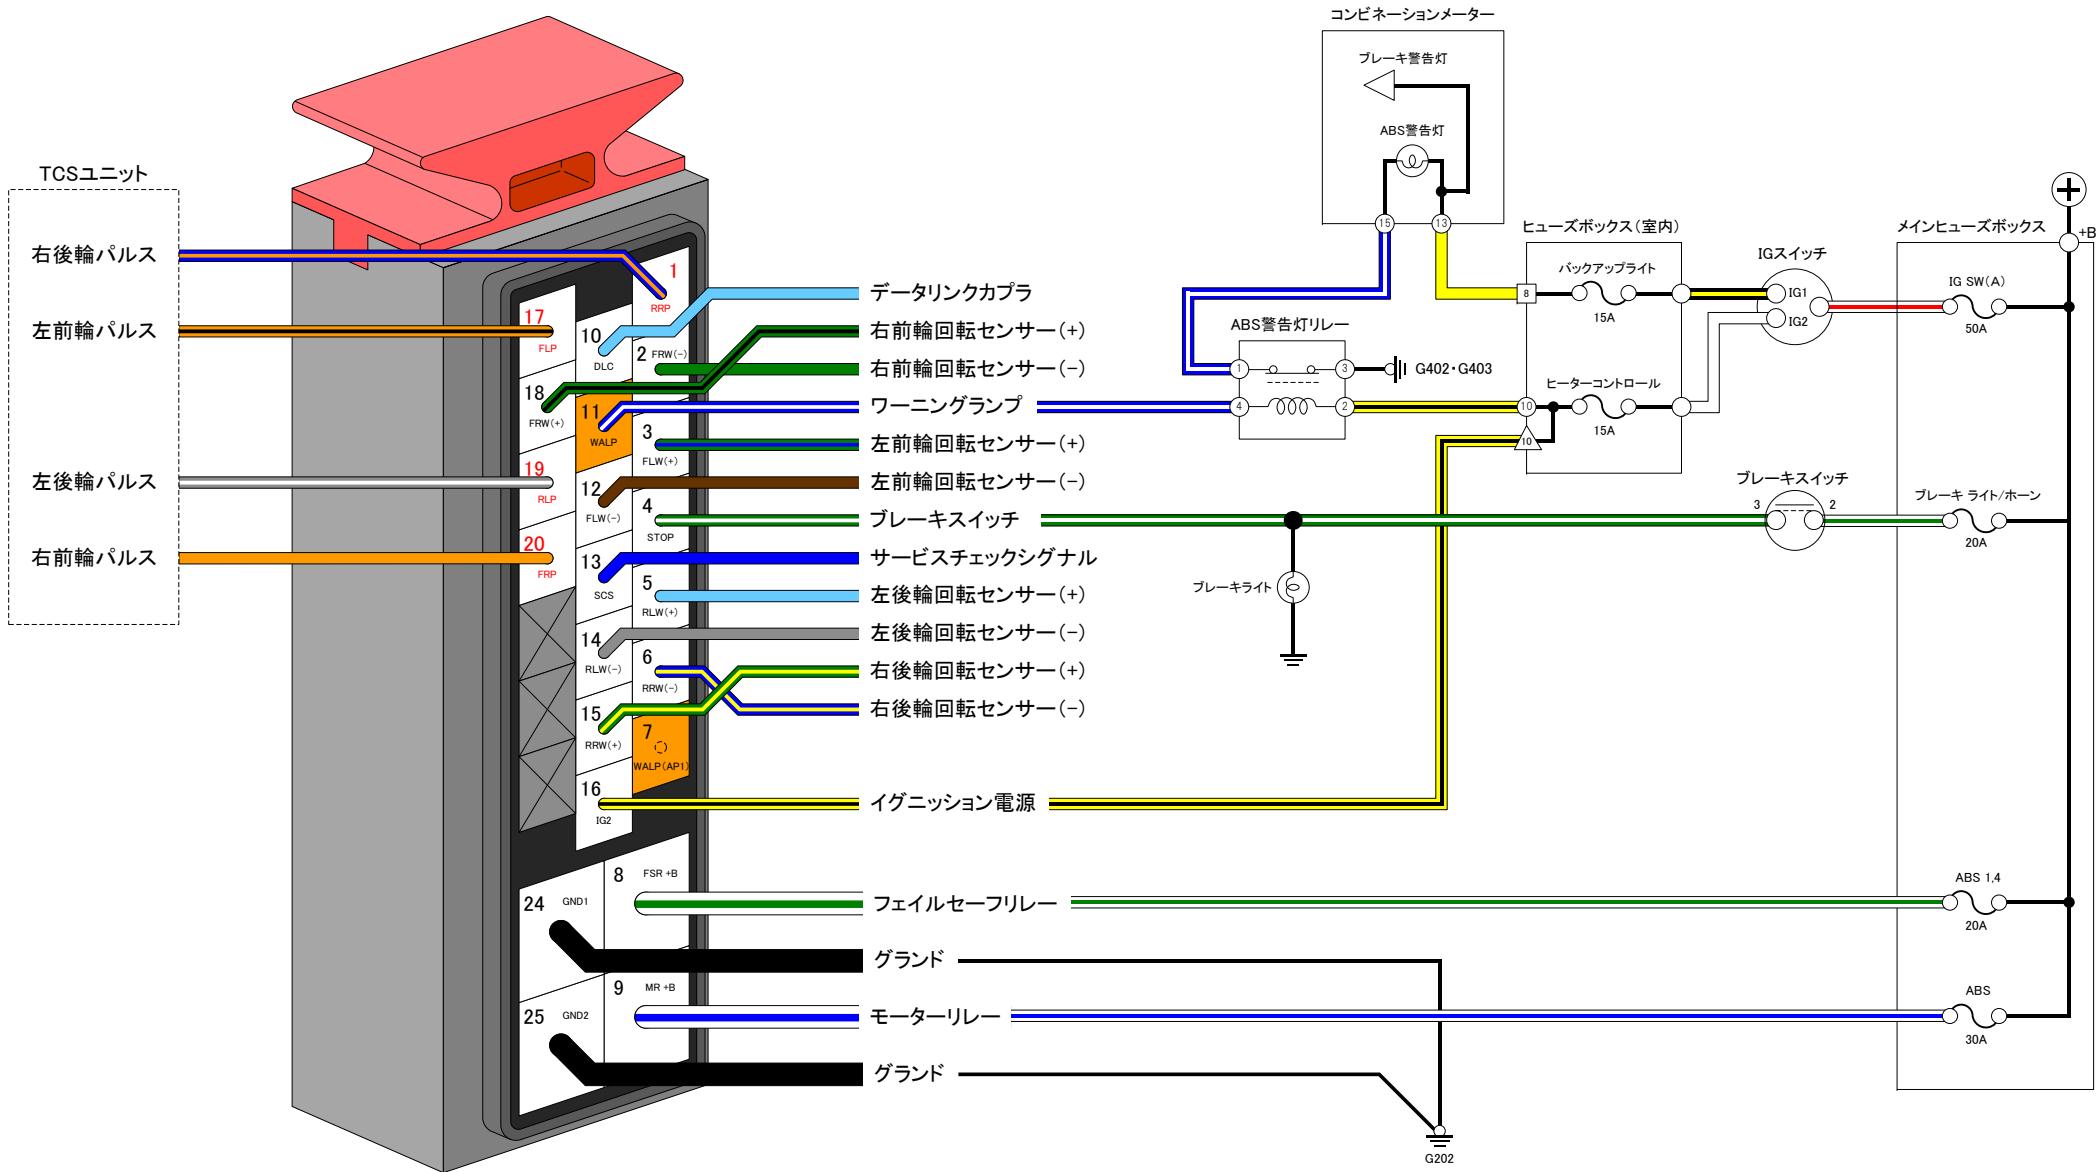 TCSユニット
右後輪パルス
左前輪パルス
左後輪パルス
右前輪パルス
1
RRP
17
FLP
10
DLC
2 FRW(-)
18
FRW(+)
11
WALP
3
FLW(+)
19
RLP
12
FLW(-)
4
STOP
20
FRP
13
SCS
5
RLW(+)
14
RLW(-)
6
RRW(-)
15
RRW(+)
7
WALP(AP1)
16
IG2
8 FSR +B
24 GND1
9 MR +B
25 GND2
データリンクカプラ
右前輪回転センサー(+)
右前輪回転センサー(-)
ワーニングランプ
左前輪回転センサー(+)
左前輪回転センサー(-)
ブレーキスイッチ
サービスチェックシグナル
左後輪回転センサー(+)
左後輪回転センサー(-)
右後輪回転センサー(+)
右後輪回転センサー(-)
イグニッション電源
フェイルセーフリレー
グランド
モーターリレー
グランド
コンビネーションメーター
ブレーキ警告灯
ABS警告灯
15
13
ABS警告灯リレー
1
3
4
2
G402・G403
ヒューズボックス(室内)
バックアップライト
8
15A
ヒーターコントロール
10
15A
10
IGスイッチ
IG1
IG2
ブレーキスイッチ
3
2
ブレーキライト
メインヒューズボックス
+B
IG SW(A)
50A
ブレーキ ライト/ホーン
20A
ABS 1,4
20A
ABS
30A
G202